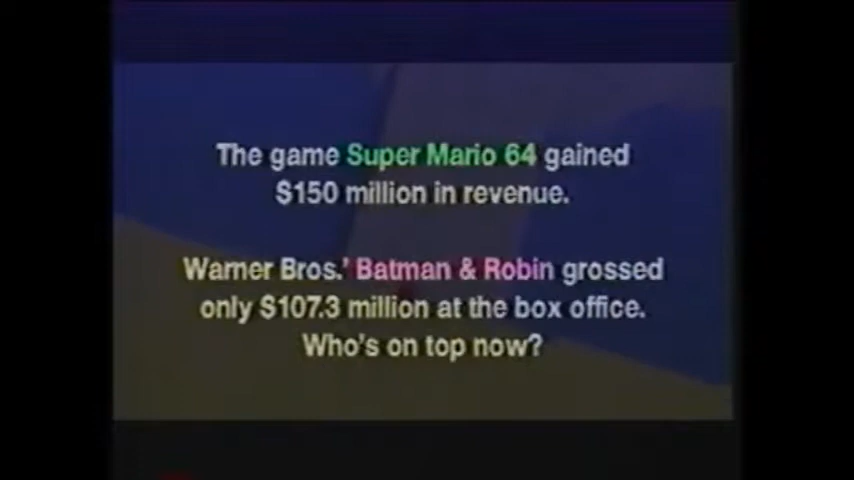 The game Super Mario 64 gained
$150 million in revenue.
Warner Bros.' Batman & Robin grossed
only $107.3 million at the box office.
Who's on top now?